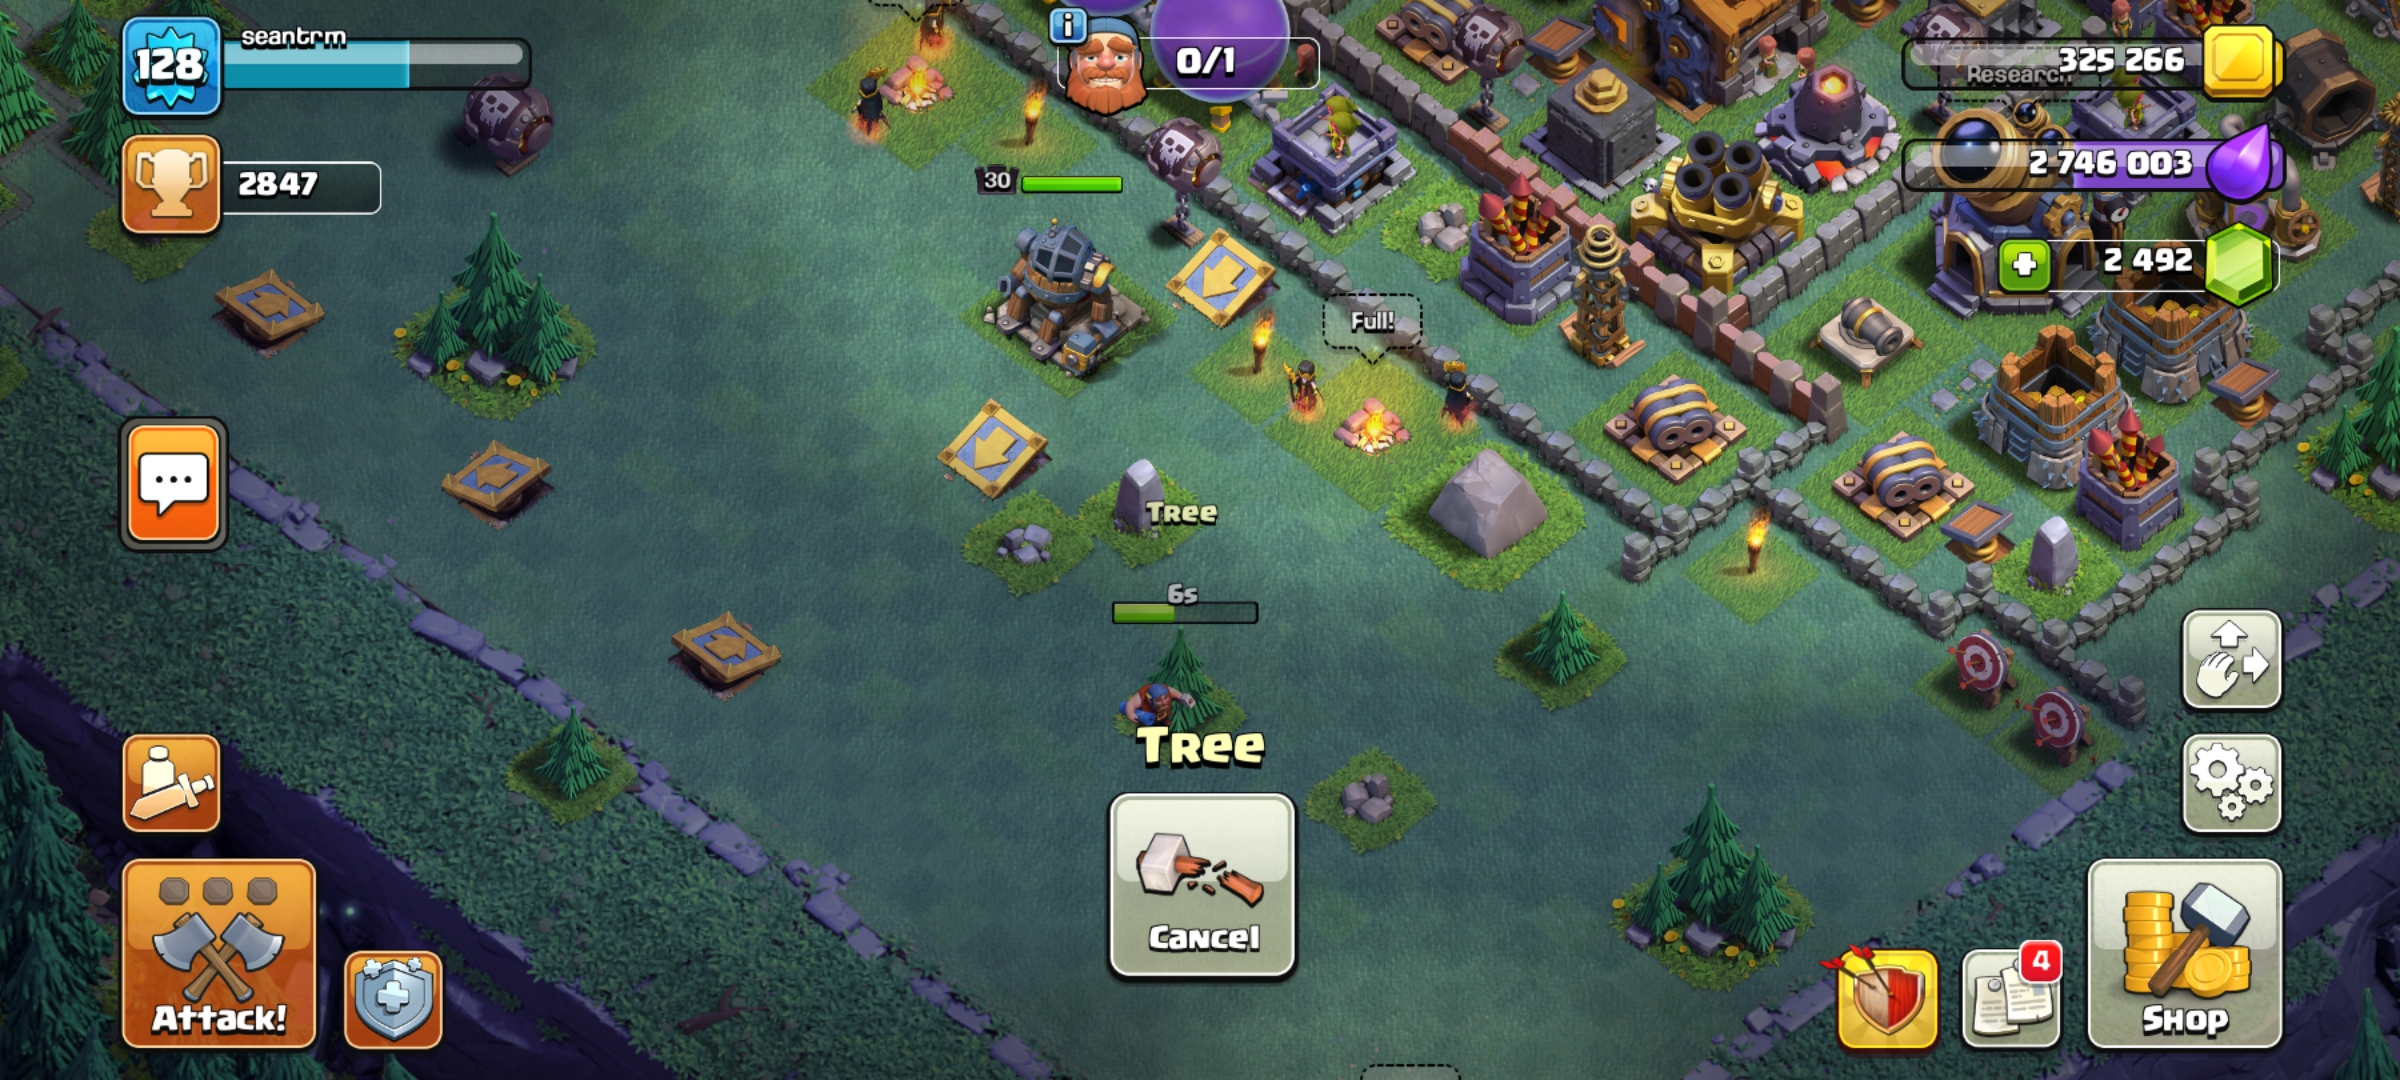 128
seantrm
0/1
325 266
Research
2847
2 746 003
30
2 492
Full!
Tree
6s
Tree
Cancel
4
Attack!
Shop